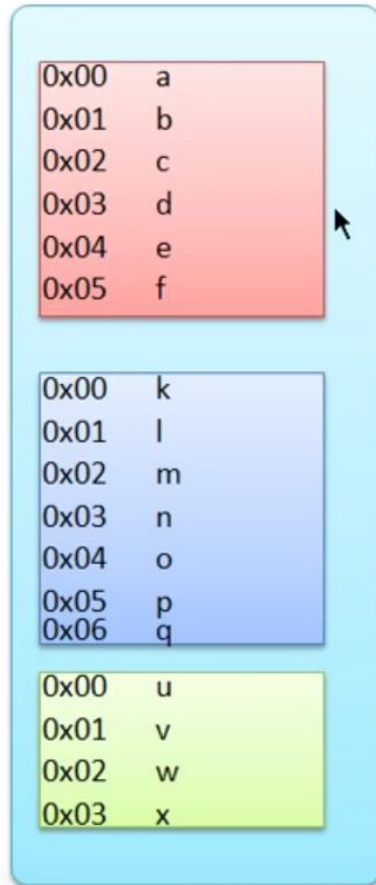 0x00 a
0x01 b
0x02 c
0x03 d
0x04 e
0x05 f
0x00 k
0x01 l
0x02 m
0x03 n
0x04 o
0x05 p
0x06 q
0x00 u
0x01 v
0x02 w
0x03 x